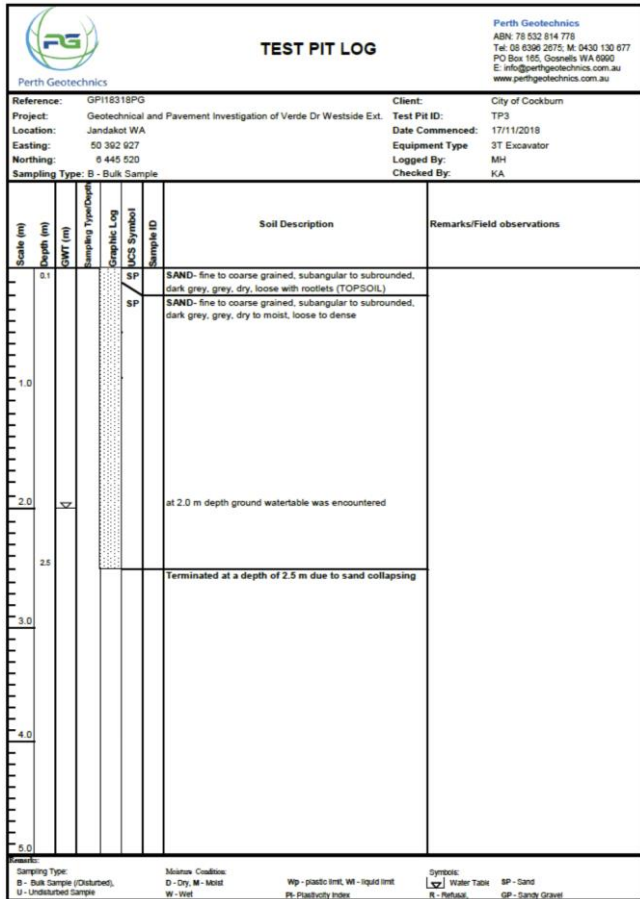 PG
Perth Geotechnics
TEST PIT LOG
Perth Geotechnics
ABN: 78 532 814 778
Tel: 08 6396 2675; M: 0430 130 677
PO Box 165, Gosnells WA 6990
E: info@perthgeotechnics.com.au
www.perthgeotechnics.com.au
Reference: GPI18318PG Client: City of Cockburn
Project: Geotechnical and Pavement Investigation of Verde Dr Westside Ext. Test Pit ID: TP3
Location: Jandakot WA Date Commenced: 17/11/2018
Easting: 50 392 927 Equipment Type 3T Excavator
Northing: 6 445 520 Logged By: MH
Sampling Type: B - Bulk Sample Checked By: KA
Scale (m) Depth (m) GWT (m) Sampling Type/Depth Graphic Log UCS Symbol Sample ID Soil Description Remarks/Field observations
0.1 SP SAND- fine to coarse grained, subangular to subrounded,
dark grey, grey, dry, loose with rootlets (TOPSOIL)
SP SAND- fine to coarse grained, subangular to subrounded,
dark grey, grey, dry to moist, loose to dense
1.0
2.0 at 2.0 m depth ground watertable was encountered
2.5
Terminated at a depth of 2.5 m due to sand collapsing
3.0
4.0
5.0
Remarks:
Sampling Type: Moisture Condition: Symbols:
B - Bulk Sample (/Disturbed), D - Dry, M - Moist Wp - plastic limit, Wl - liquid limit Water Table SP - Sand
U - Undisturbed Sample W - Wet PI- Plastivity Index R - Refusal, GP - Sandy Gravel